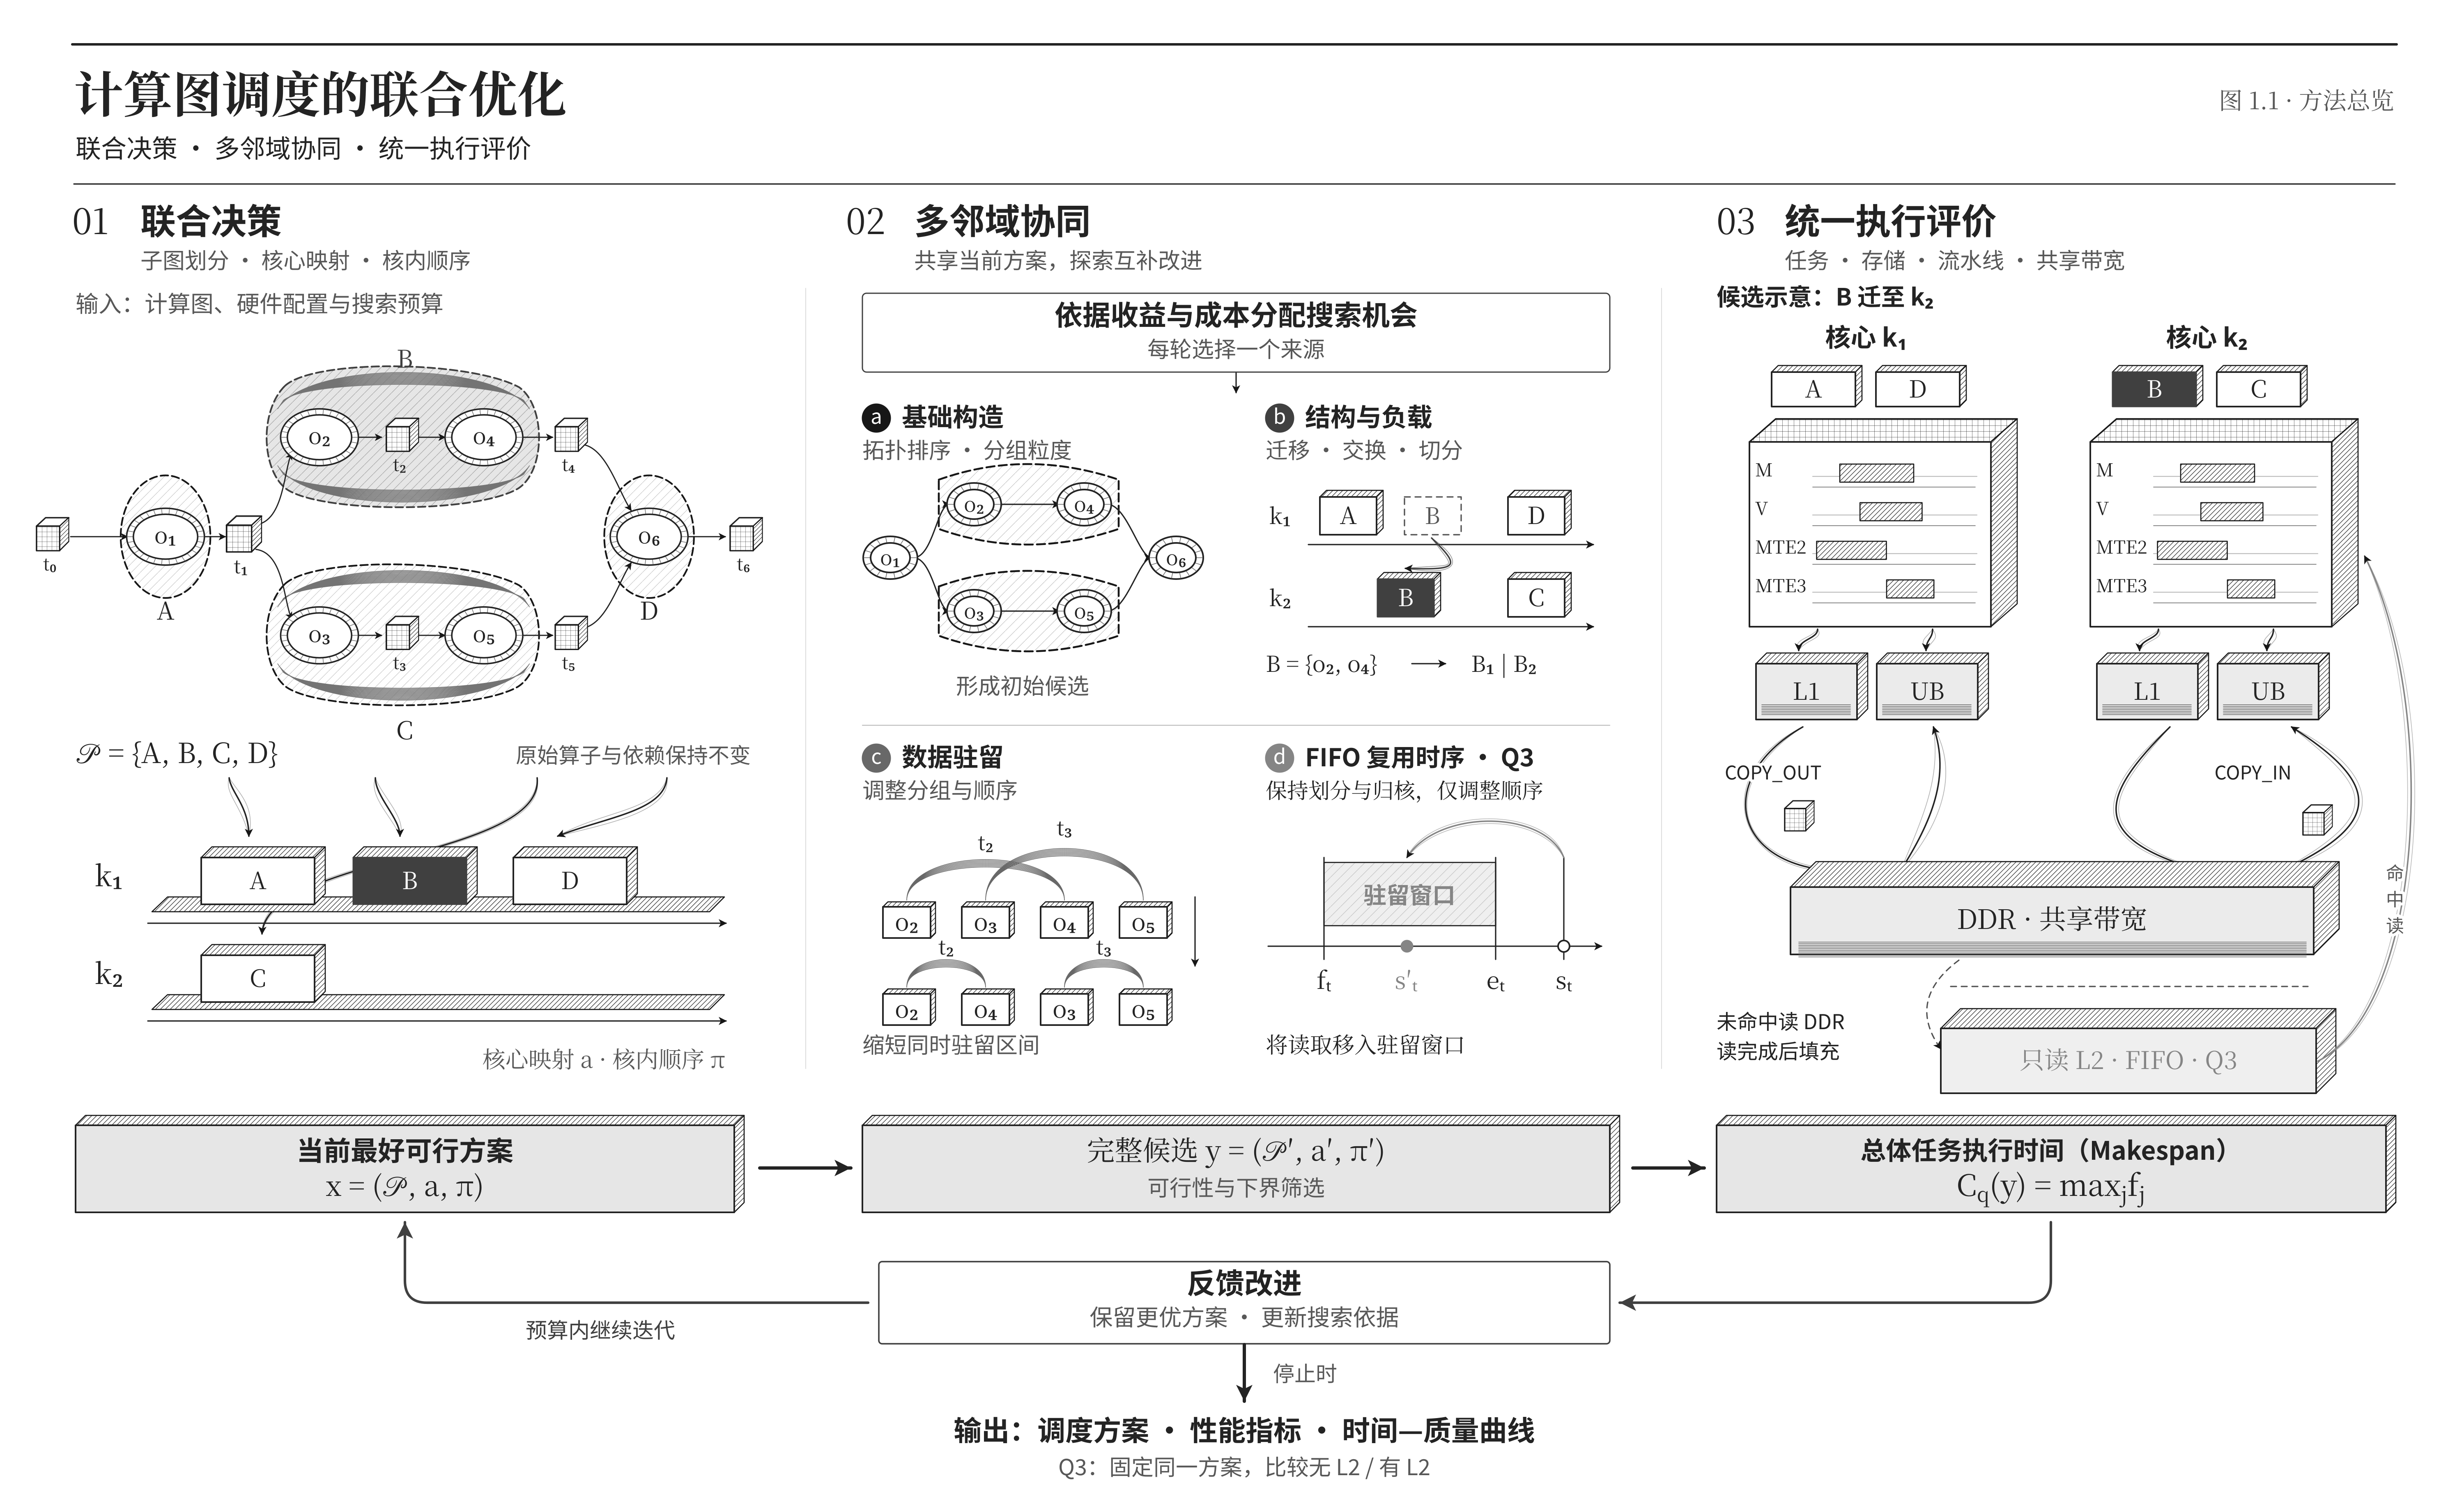 计算图调度的联合优化
图 1.1 · 方法总览
联合决策 · 多邻域协同 · 统一执行评价
01 联合决策
子图划分 · 核心映射 · 核内顺序
输入：计算图、硬件配置与搜索预算
B
o₂
t₂
o₄
t₄
t₀
o₁
t₁
A
o₆
D
t₆
o₃
t₃
o₅
t₅
C
𝒫 = {A, B, C, D}
原始算子与依赖保持不变
k₁
A
B
D
k₂
C
核心映射 a · 核内顺序 π
02 多邻域协同
共享当前方案，探索互补改进
依据收益与成本分配搜索机会
每轮选择一个来源
a 基础构造
拓扑排序 · 分组粒度
o₂
o₄
o₁
o₆
o₃
o₅
形成初始候选
b 结构与负载
迁移 · 交换 · 切分
k₁
A
B
D
k₂
B
C
B = {o₂, o₄} → B₁ | B₂
c 数据驻留
调整分组与顺序
t₂
t₃
o₂
o₃
o₄
o₅
t₂
t₃
o₂
o₄
o₃
o₅
缩短同时驻留区间
d FIFO 复用时序 · Q3
保持划分与归核，仅调整顺序
驻留窗口
fₜ
s′ₜ
eₜ
sₜ
将读取移入驻留窗口
03 统一执行评价
任务 · 存储 · 流水线 · 共享带宽
候选示意：B 迁至 k₂
核心 k₁
核心 k₂
A
D
B
C
M
V
MTE2
MTE3
M
V
MTE2
MTE3
L1
UB
L1
UB
COPY_OUT
COPY_IN
命中读
DDR · 共享带宽
未命中读 DDR
读完成后填充
只读 L2 · FIFO · Q3
当前最好可行方案
x = (𝒫, a, π)
完整候选 y = (𝒫′, a′, π′)
可行性与下界筛选
总体任务执行时间（Makespan）
C_q(y) = maxⱼfⱼ
反馈改进
保留更优方案 · 更新搜索依据
预算内继续迭代
停止时
输出：调度方案 · 性能指标 · 时间—质量曲线
Q3：固定同一方案，比较无 L2 / 有 L2